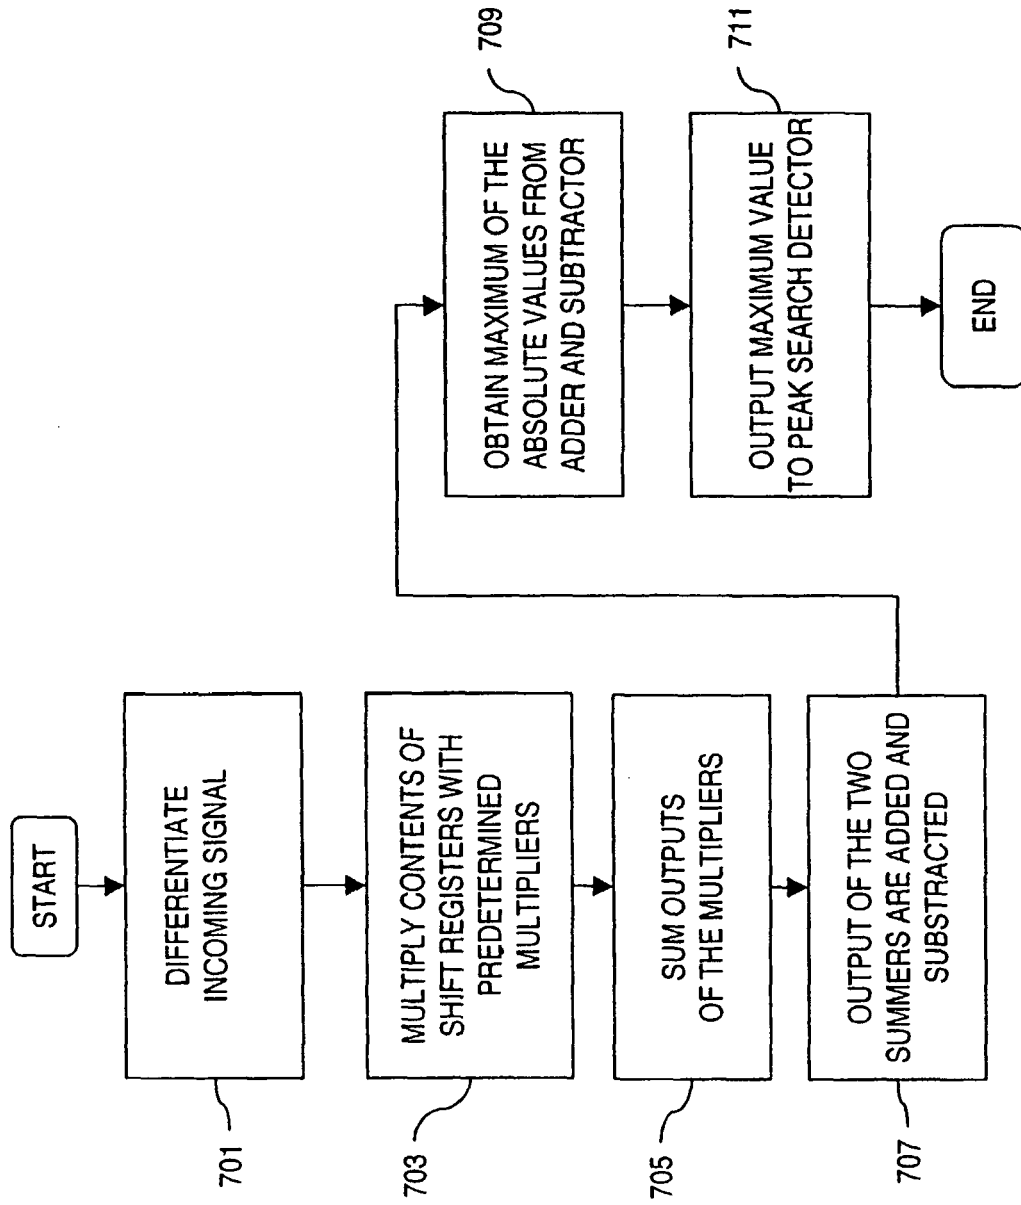 START
DIFFERENTIATE
INCOMING SIGNAL
701
MULTIPLY CONTENTS OF
SHIFT REGISTERS WITH
PREDETERMINED
MULTIPLIERS
703
SUM OUTPUTS
OF THE MULTIPLIERS
705
OUTPUT OF THE TWO
SUMMERS ARE ADDED AND
SUBSTRACTED
707
OBTAIN MAXIMUM OF THE
ABSOLUTE VALUES FROM
ADDER AND SUBTRACTOR
709
OUTPUT MAXIMUM VALUE
TO PEAK SEARCH DETECTOR
711
END